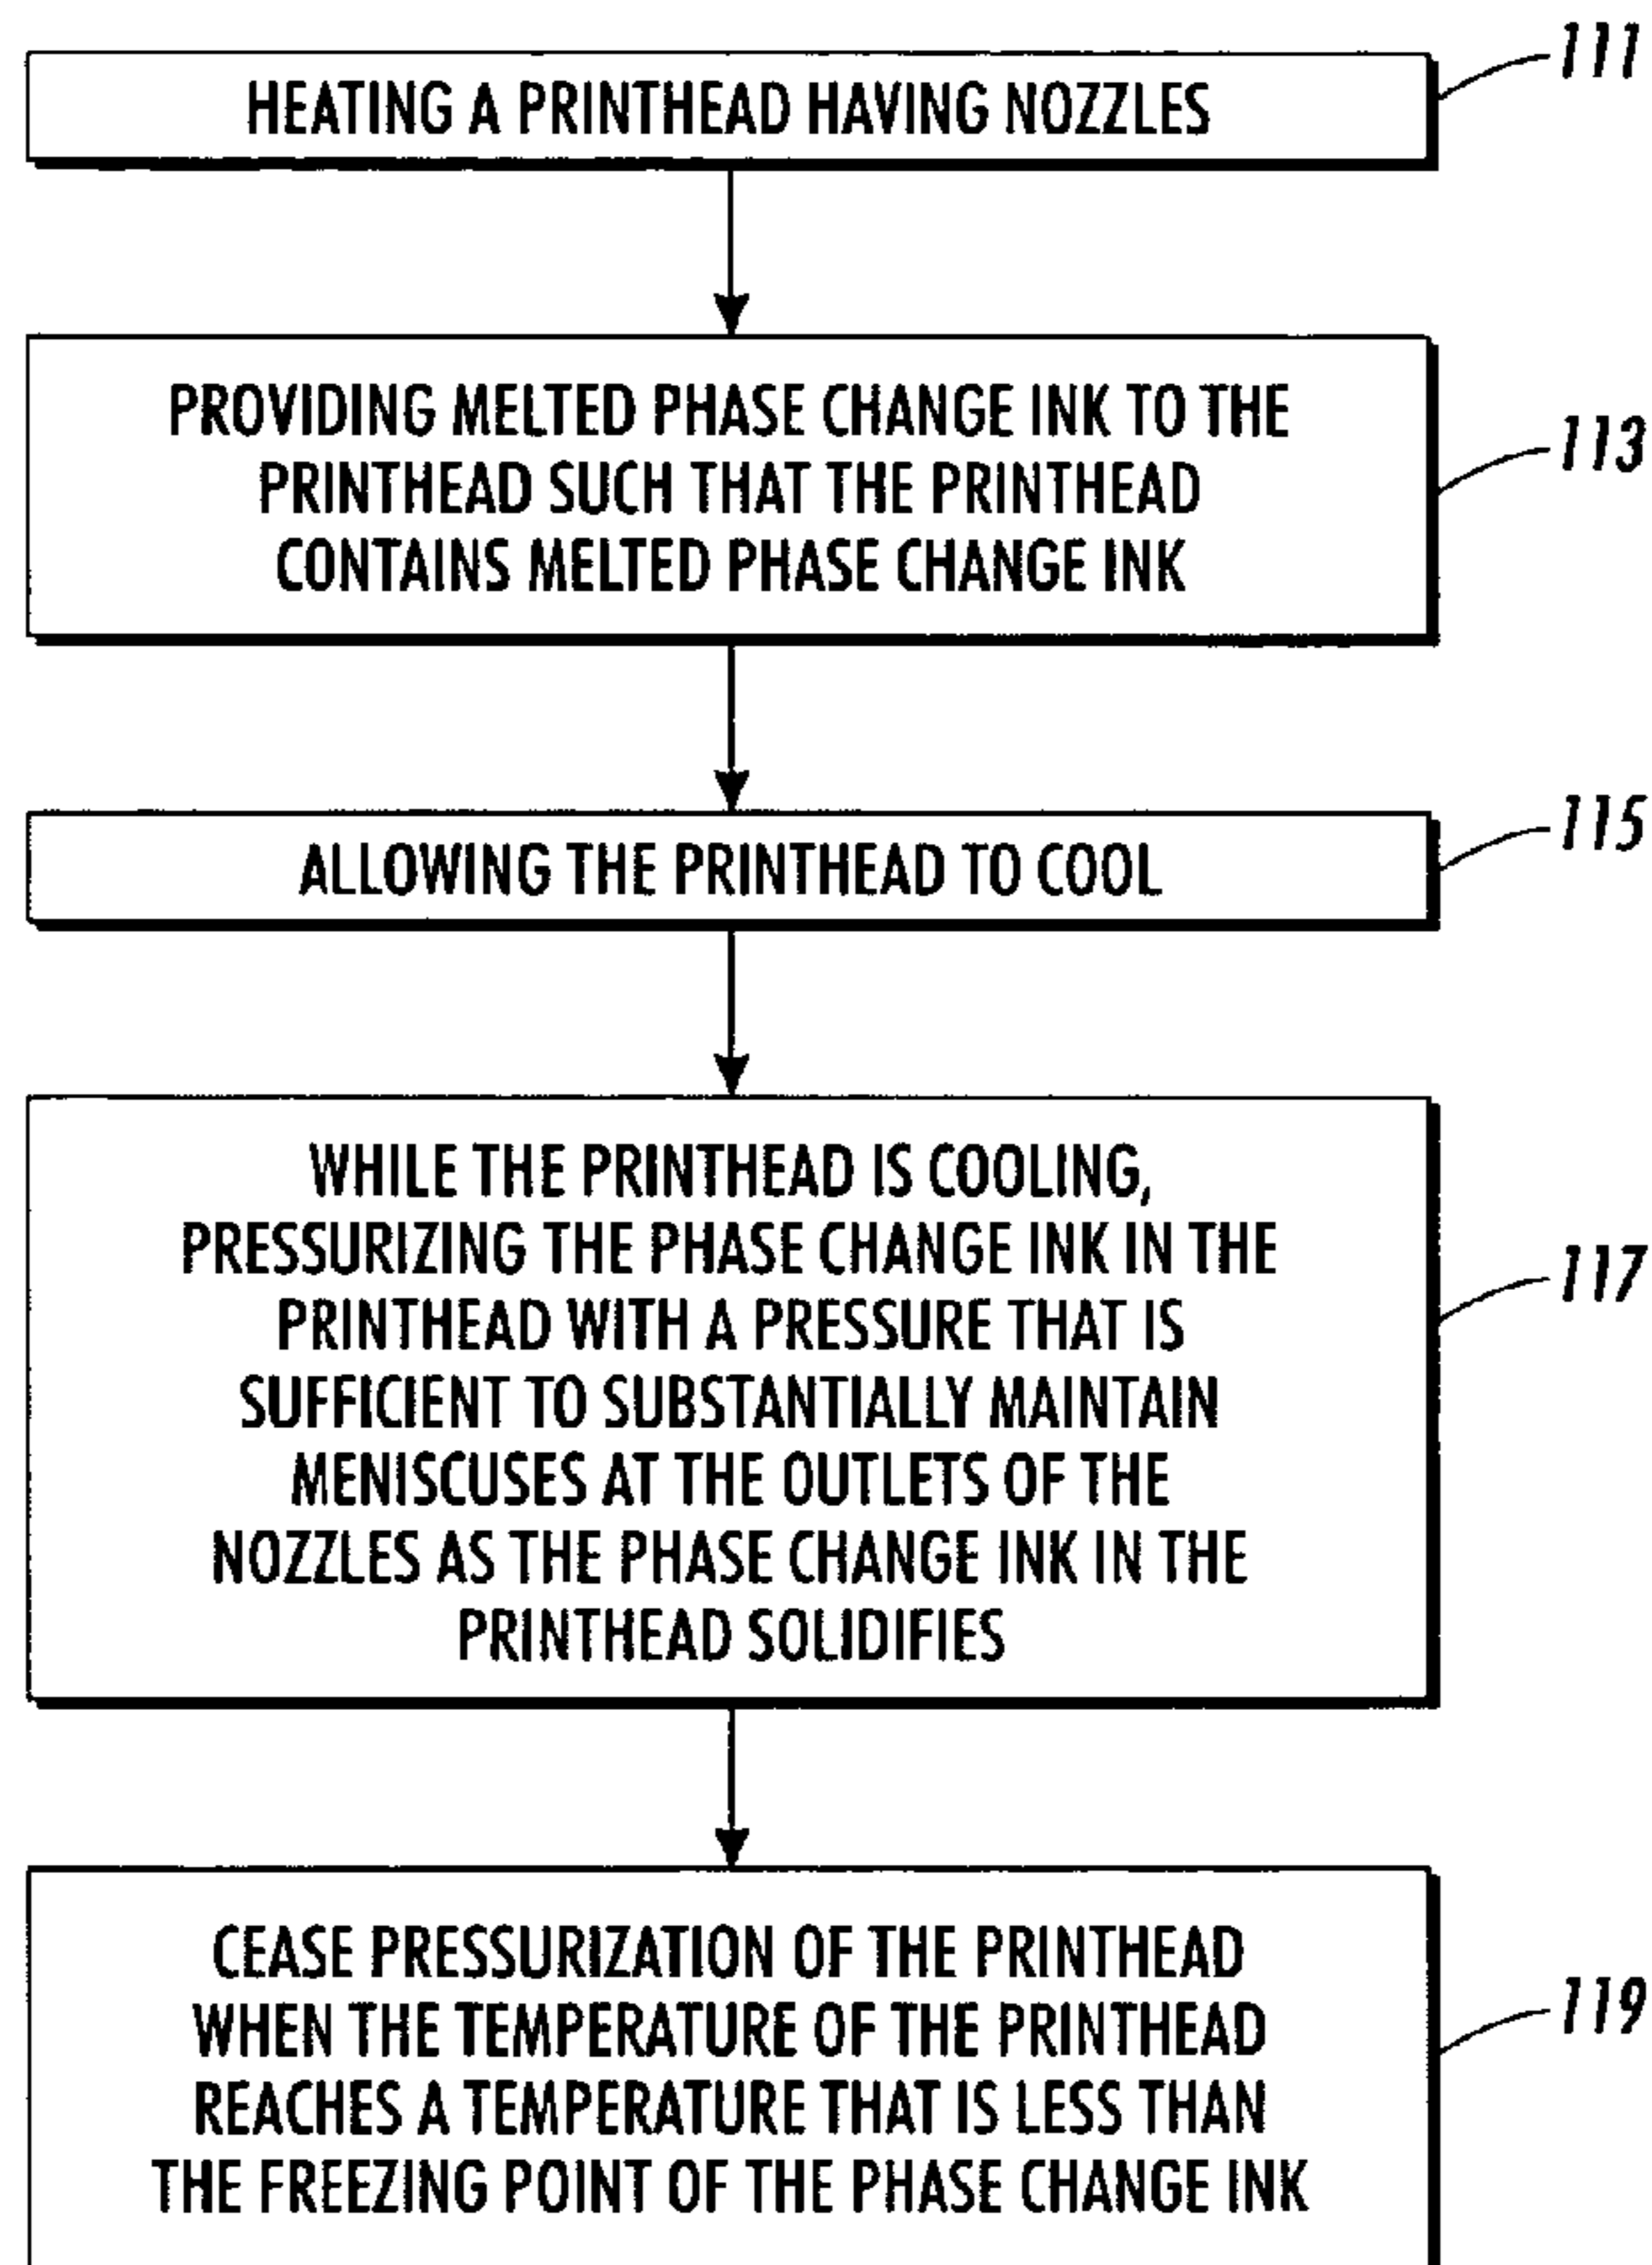 HEATING A PRINTHEAD HAVING NOZZLES
111
PROVIDING MELTED PHASE CHANGE INK TO THE
PRINTHEAD SUCH THAT THE PRINTHEAD
CONTAINS MELTED PHASE CHANGE INK
113
ALLOWING THE PRINTHEAD TO COOL
115
WHILE THE PRINTHEAD IS COOLING,
PRESSURIZING THE PHASE CHANGE INK IN THE
PRINTHEAD WITH A PRESSURE THAT IS
SUFFICIENT TO SUBSTANTIALLY MAINTAIN
MENISCUSES AT THE OUTLETS OF THE
NOZZLES AS THE PHASE CHANGE INK IN THE
PRINTHEAD SOLIDIFIES
117
CEASE PRESSURIZATION OF THE PRINTHEAD
WHEN THE TEMPERATURE OF THE PRINTHEAD
REACHES A TEMPERATURE THAT IS LESS THAN
THE FREEZING POINT OF THE PHASE CHANGE INK
119